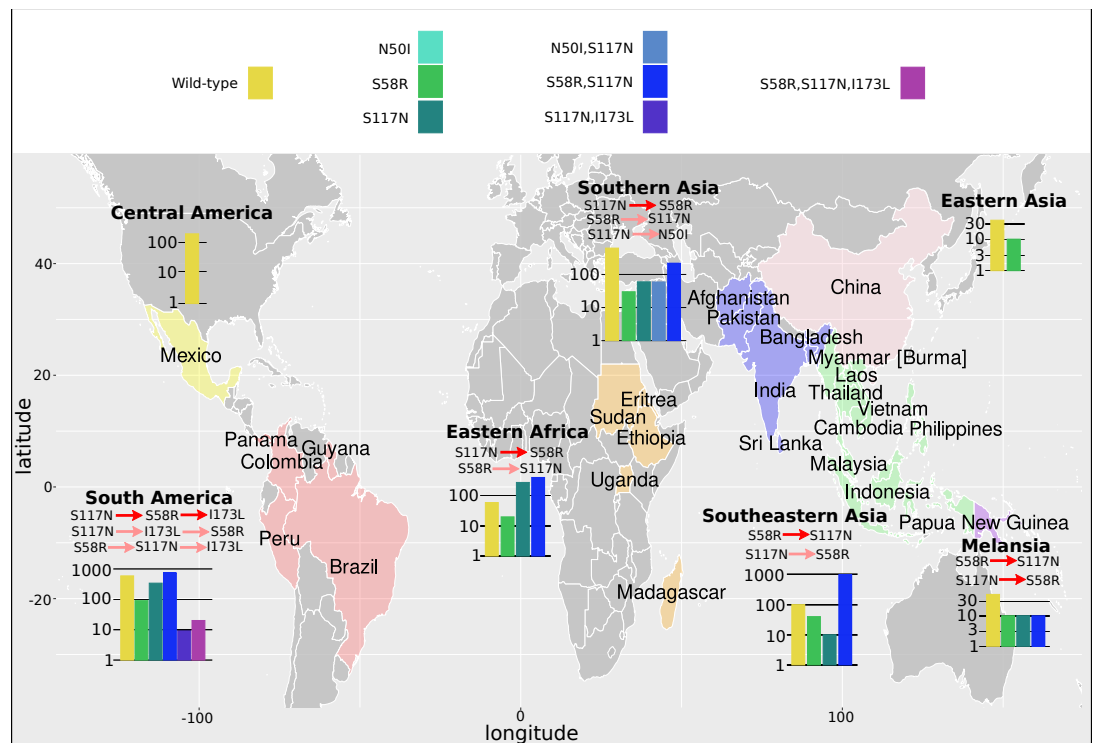 N50I
N50I,S117N
Wild-type
S58R
S58R,S117N
S58R,S117N,I173L
S117N
S117N,I173L
Southern Asia
S117N S58R
S58R S117N
S117N N50I
100
10
1
Central America
100
10
1
Eastern Asia
30
10
3
1
40
20
0
-20
latitude
Mexico
Afghanistan
Pakistan
China
Bangladesh
Myanmar [Burma]
Laos
Thailand
India
Vietnam
Cambodia
Philippines
Sri Lanka
Malaysia
Indonesia
Papua New Guinea
Eritrea
Sudan
Ethiopia
Uganda
Madagascar
Panama
Guyana
Colombia
Peru
Brazil
Eastern Africa
S117N S58R
S58R S117N
100
10
1
South America
S117N S58R I173L
S117N I173L S58R
S58R S117N I173L
1000
100
10
1
Southeastern Asia
S58R S117N
S117N S58R
1000
100
10
1
Melansia
S58R S117N
S117N S58R
30
10
3
1
-100
0
100
longitude